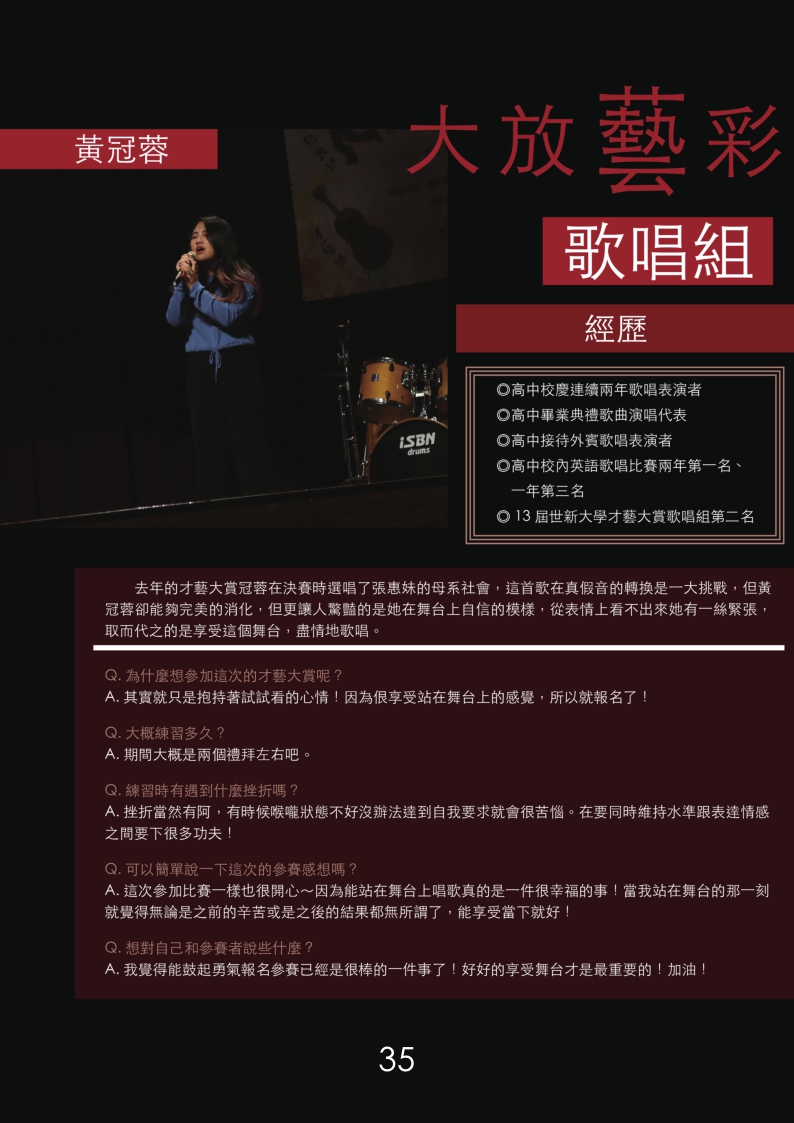 大放藝彩
黃冠蓉
歌唱組
經歷
◎高中校慶連續兩年歌唱表演者
◎高中畢業典禮歌曲演唱代表
◎高中接待外賓歌唱表演者
◎高中校內英語歌唱比賽兩年第一名、
一年第三名
◎ 13 屆世新大學才藝大賞歌唱組第二名
iSBN
drums
去年的才藝大賞冠蓉在決賽時選唱了張惠妹的母系社會，這首歌在真假音的轉換是一大挑戰，但黃
冠蓉卻能夠完美的消化，但更讓人驚豔的是她在舞台上自信的模樣，從表情上看不出來她有一絲緊張，
取而代之的是享受這個舞台，盡情地歌唱。
Q. 為什麼想參加這次的才藝大賞呢？
A. 其實就只是抱持著試試看的心情！因為很享受站在舞台上的感覺，所以就報名了！
Q. 大概練習多久？
A. 期間大概是兩個禮拜左右吧。
Q. 練習時有遇到什麼挫折嗎？
A. 挫折當然有阿，有時候喉嚨狀態不好沒辦法達到自我要求就會很苦惱。在要同時維持水準跟表達情感
之間要下很多功夫！
Q. 可以簡單說一下這次的參賽感想嗎？
A. 這次參加比賽一樣也很開心～因為能站在舞台上唱歌真的是一件很幸福的事！當我站在舞台的那一刻
就覺得無論是之前的辛苦或是之後的結果都無所謂了，能享受當下就好！
Q. 想對自己和參賽者說些什麼？
A. 我覺得能鼓起勇氣報名參賽已經是很棒的一件事了！好好的享受舞台才是最重要的！加油！
35